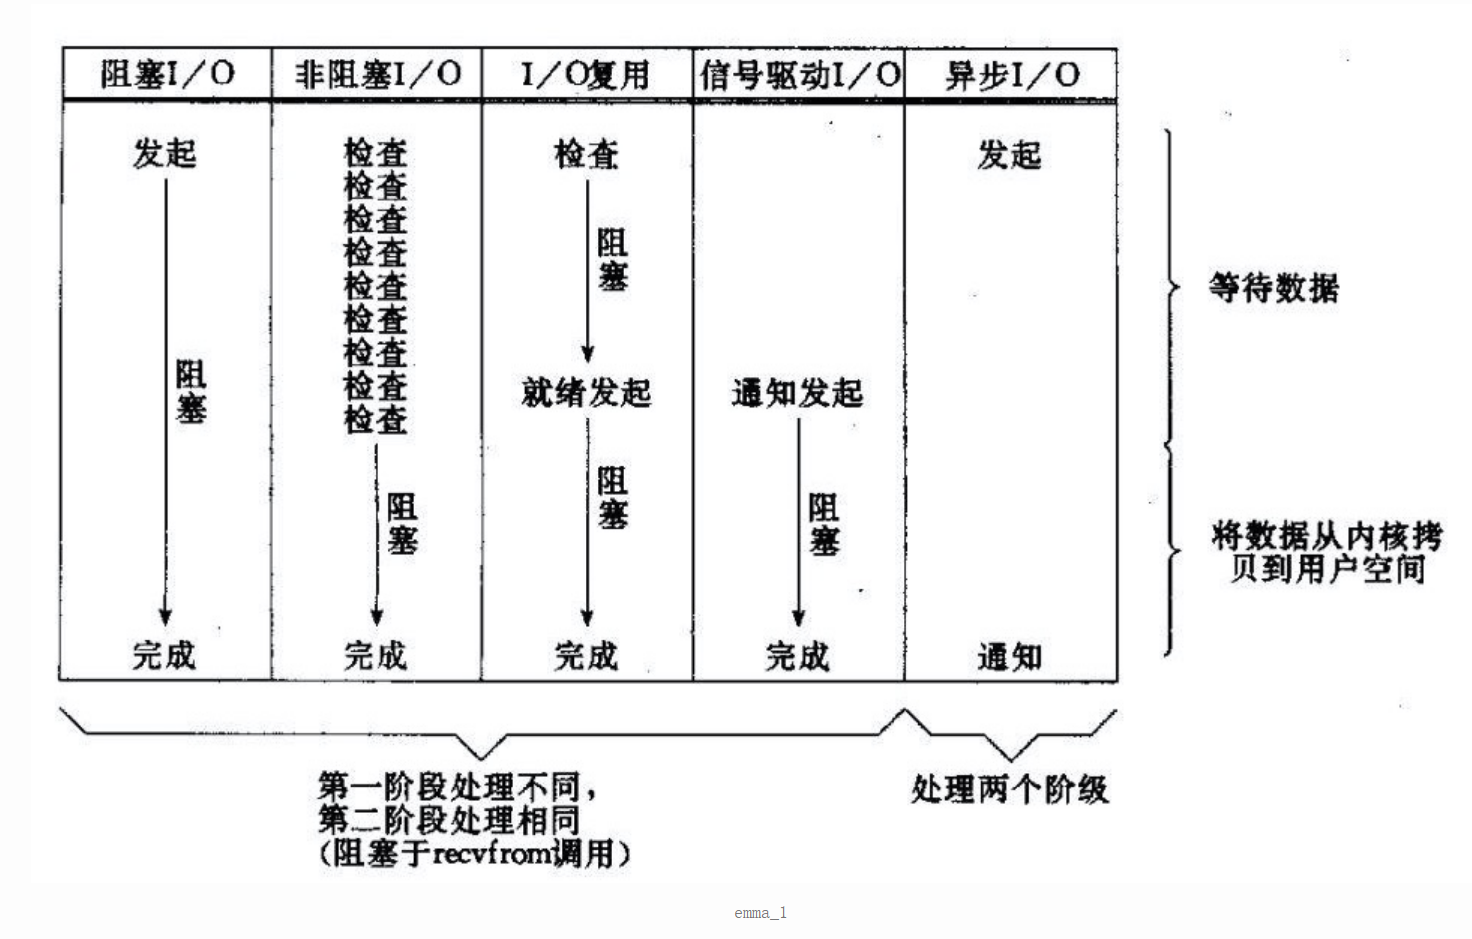 阻塞I/O 非阻塞I/O I/O复用 信号驱动I/O 异步I/O
发起 检查 检查 发起
检查
检查
检查
检查
检查
检查
检查
检查
阻塞
阻塞
就绪发起 通知发起
阻塞
阻塞
阻塞
完成 完成 完成 完成 通知
等待数据
将数据从内核拷
贝到用户空间
第一阶段处理不同，
第二阶段处理相同
(阻塞于recvfrom调用)
处理两个阶级
emma_1